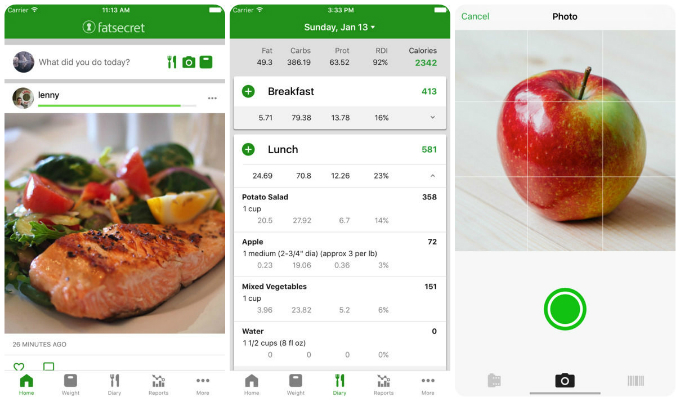 Carrier 11:13 AM
fatsecret
What did you do today?
lenny
26 MINUTES AGO
Home Weight Diary Reports More
Carrier 3:33 PM
Sunday, Jan 13
Fat Carbs Prot RDI Calories
49.3 386.19 63.52 92% 2342
Breakfast 413
5.71 79.38 13.78 16%
Lunch 581
24.69 70.8 12.26 23%
Potato Salad 358
1 cup
20.5 27.92 6.7 14%
Apple 72
1 medium (2-3/4" dia) (approx 3 per lb)
0.23 19.06 0.36 3%
Mixed Vegetables 151
1 cup
3.96 23.82 5.2 6%
Water 0
1 1/2 cups (8 fl oz)
0 0 0 0%
Home Weight Diary Reports More
Cancel Photo